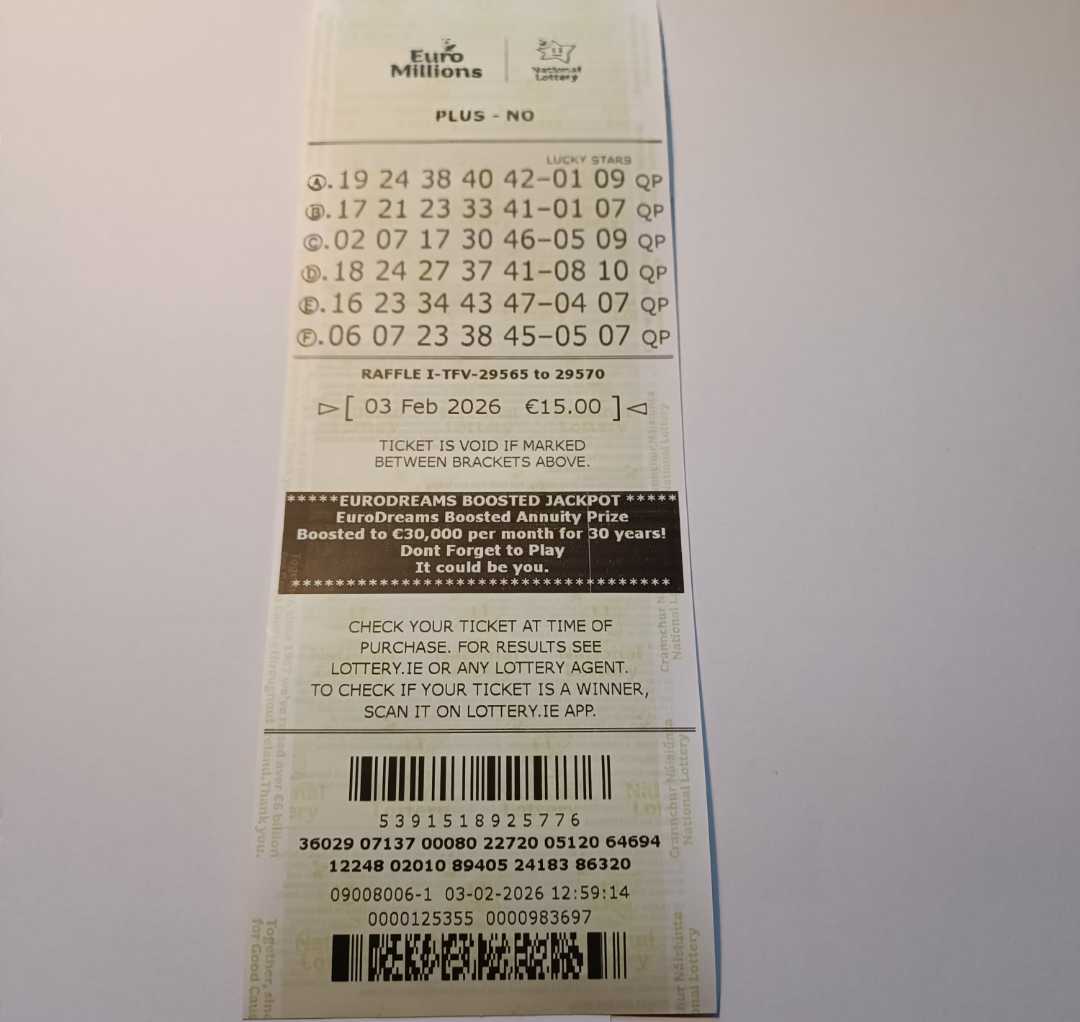 Euro
Millions
National
Lottery
PLUS - NO
LUCKY STARS
Ⓐ.19 24 38 40 42-01 09 QP
Ⓑ.17 21 23 33 41-01 07 QP
Ⓒ.02 07 17 30 46-05 09 QP
Ⓓ.18 24 27 37 41-08 10 QP
Ⓔ.16 23 34 43 47-04 07 QP
Ⓕ.06 07 23 38 45-05 07 QP
RAFFLE I-TFV-29565 to 29570
▷[ 03 Feb 2026 €15.00 ]◁
TICKET IS VOID IF MARKED
BETWEEN BRACKETS ABOVE.
*****EURODREAMS BOOSTED JACKPOT *****
EuroDreams Boosted Annuity Prize
Boosted to €30,000 per month for 30 years!
Dont Forget to Play
It could be you.
***********************************
CHECK YOUR TICKET AT TIME OF
PURCHASE. FOR RESULTS SEE
LOTTERY.IE OR ANY LOTTERY AGENT.
TO CHECK IF YOUR TICKET IS A WINNER,
SCAN IT ON LOTTERY.IE APP.
5391518925776
36029 07137 00080 22720 05120 64694
12248 02010 89405 24183 86320
09008006-1 03-02-2026 12:59:14
0000125355 0000983697
Crannchur Náisiúnta
National Lottery